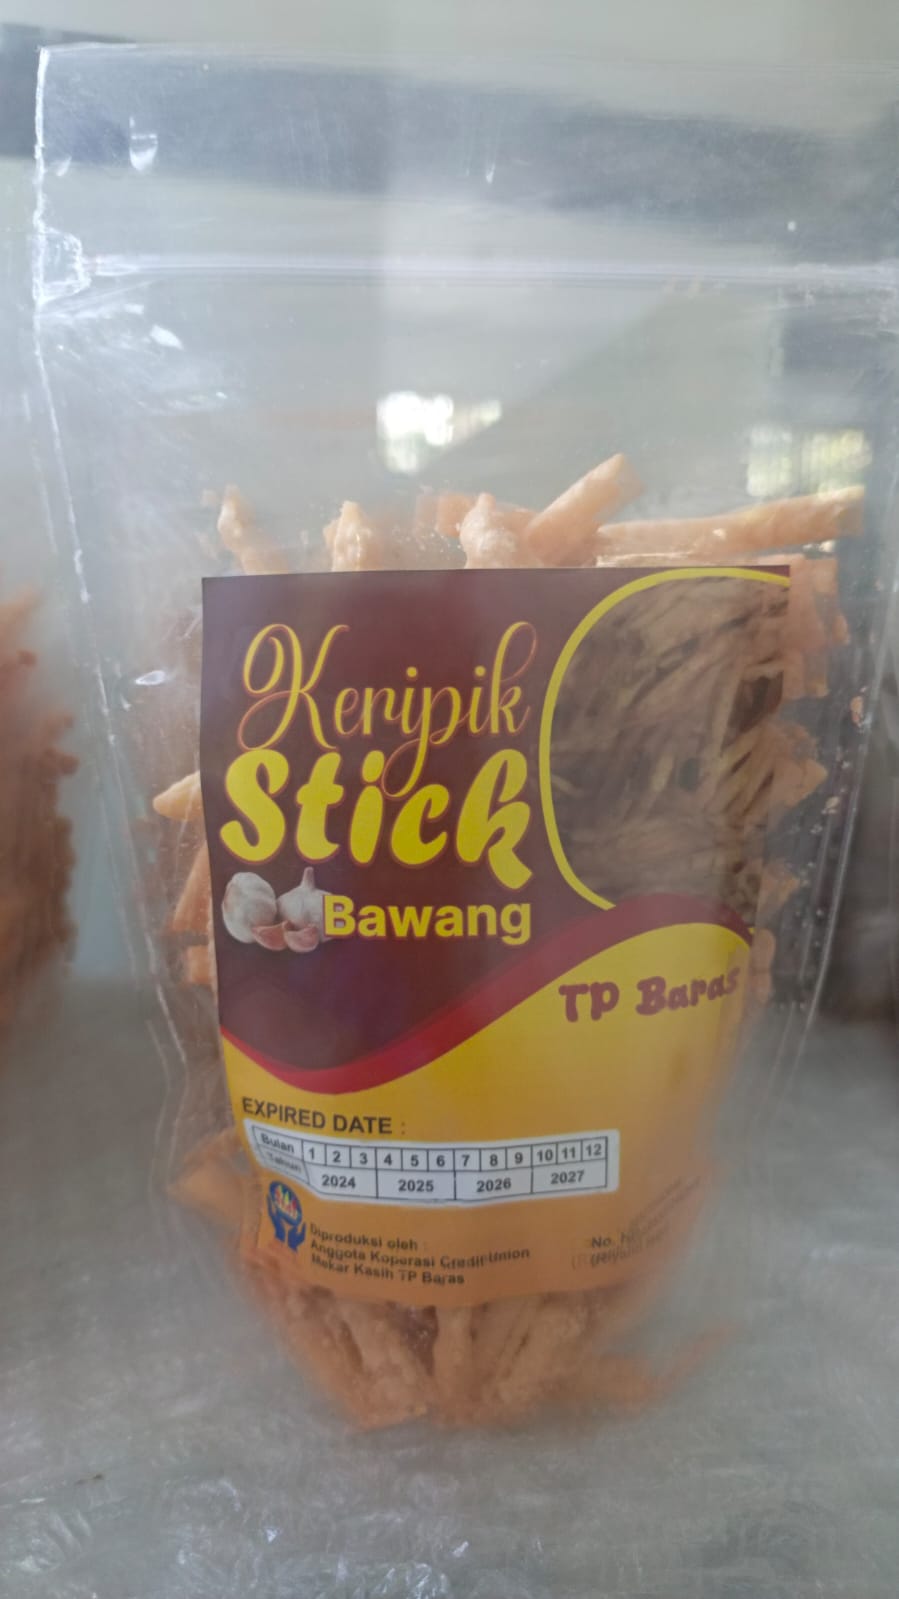 Keripik
Stick
Bawang
TP Baras
EXPIRED DATE :
Bulan 1 2 3 4 5 6 7 8 9 10 11 12
Tahun 2024 2025 2026 2027
Diproduksi oleh :
Anggota Koperasi Credit Union
Mekar Kasih TP Baras
No.